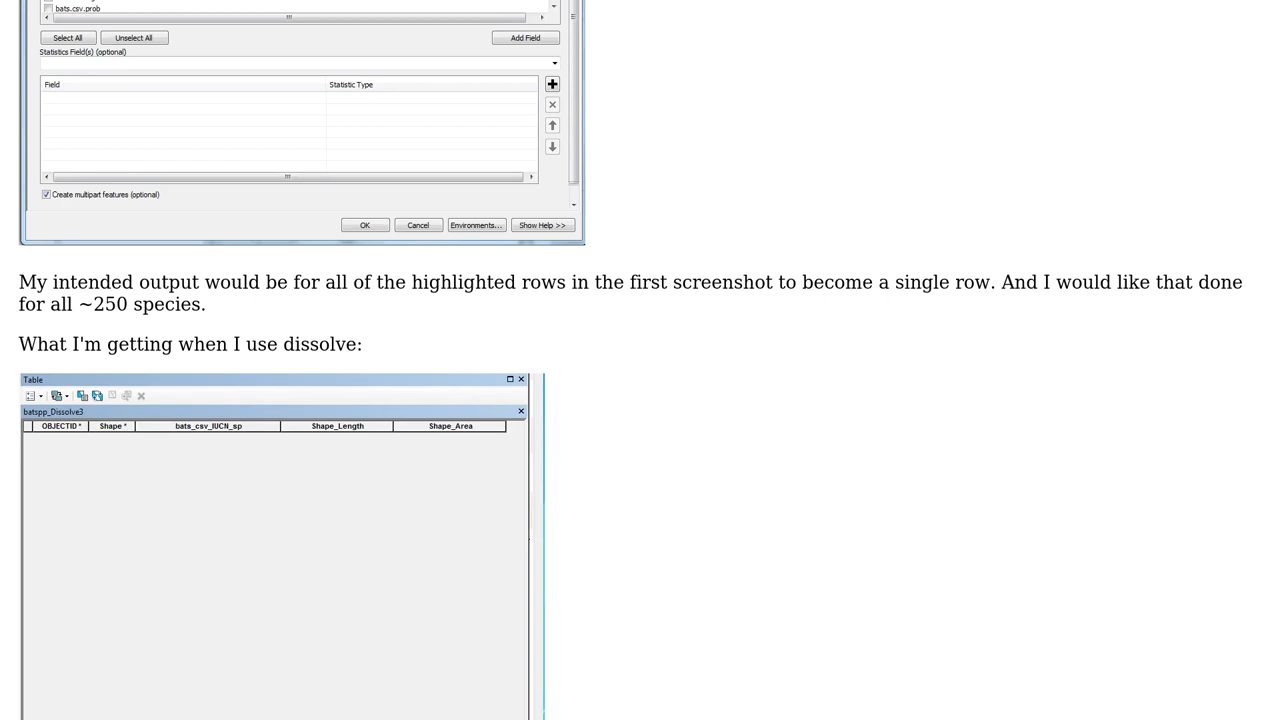 bats.csv.prob
Select All Unselect All Add Field
Statistics Field(s) (optional)
Field Statistic Type
Create multipart features (optional)
OK Cancel Environments... Show Help >>
My intended output would be for all of the highlighted rows in the first screenshot to become a single row. And I would like that done
for all ~250 species.
What I'm getting when I use dissolve:
Table
batspp_Dissolve3
OBJECTID * Shape * bats_csv_IUCN_sp Shape_Length Shape_Area